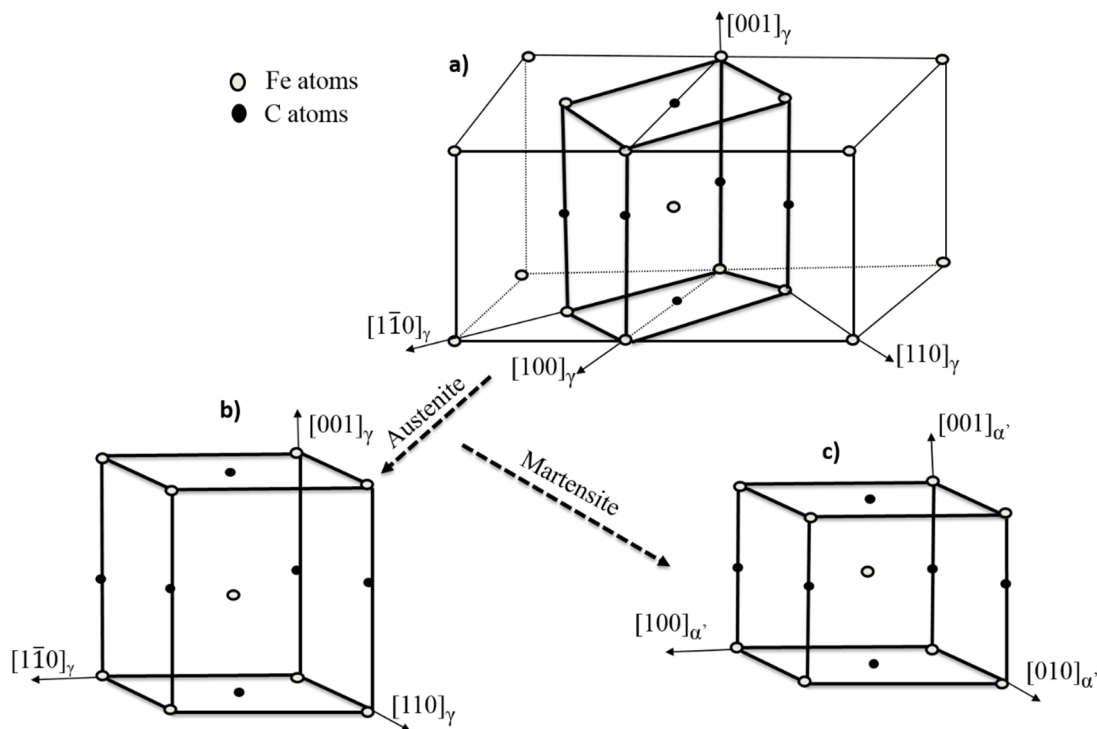 [001]γ
a)
Fe atoms
C atoms
[11̅0]γ
[100]γ
[110]γ
Austenite
Martensite
b)
[001]γ
[11̅0]γ
[110]γ
c)
[001]α'
[100]α'
[010]α'